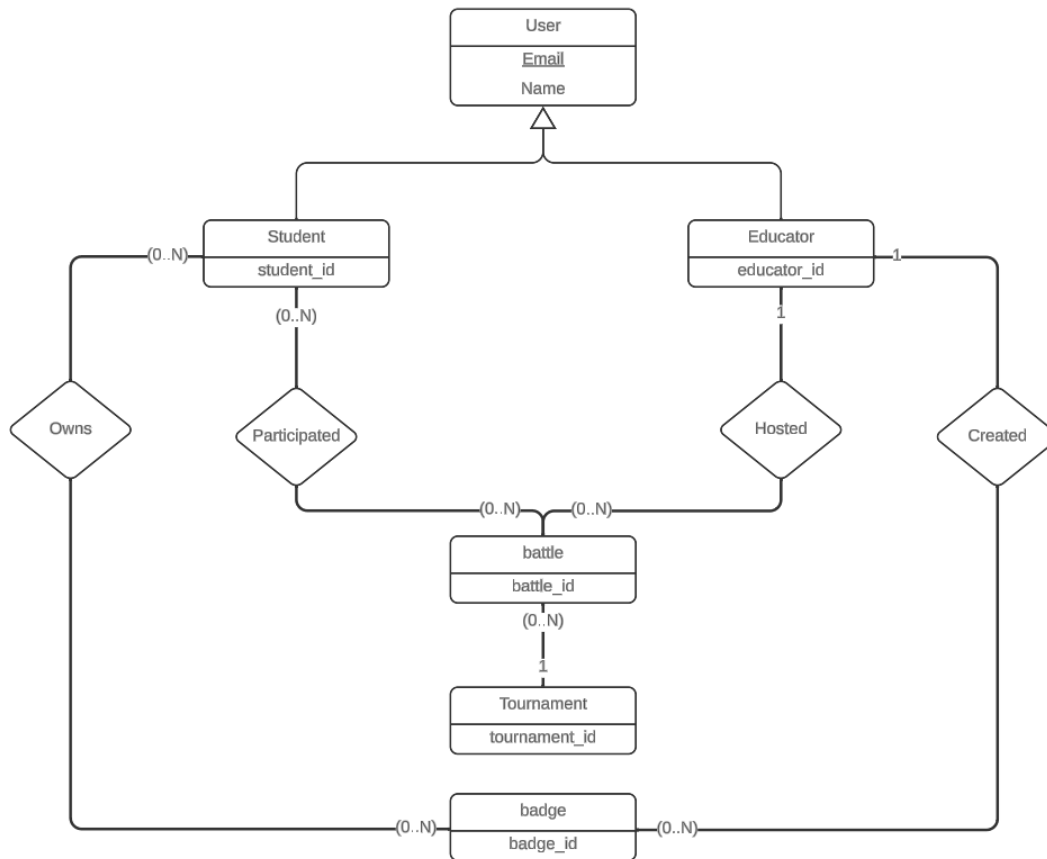 User
Email
Name
Student
student_id
Educator
educator_id
(0..N)
1
(0..N)
1
Owns
Participated
Hosted
Created
(0..N)
(0..N)
battle
battle_id
(0..N)
1
Tournament
tournament_id
badge
badge_id
(0..N)
(0..N)